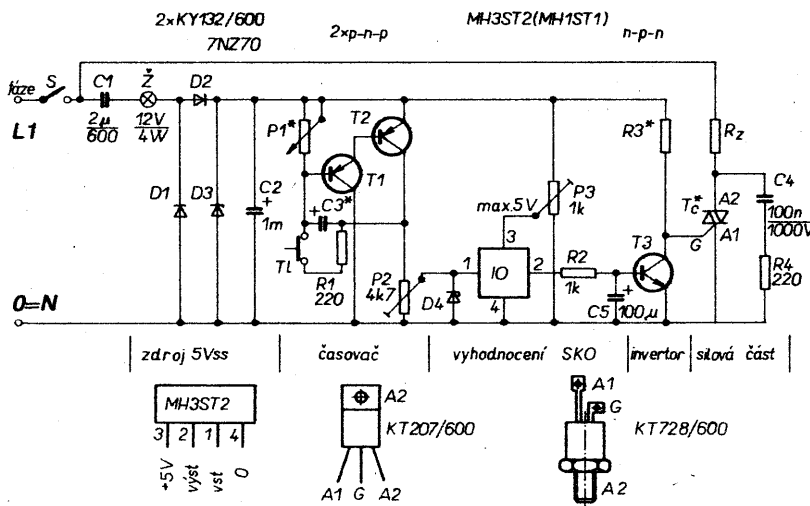 2xKY132/600
7NZ70
2xp-n-p
MH3ST2(MH1ST1)
n-p-n
fáze
S
C1
Ž
D2
L1
2µ
600
12V
4W
P1*
T2
T1
R3*
Rz
C4
100n
1000V
D1
D3
C2
+
1m
+
C3*
Tl
R1
220
P2
4k7
D4
max.5V
P3
1k
3
1
IO
2
4
R2
1k
C5
+
100µ
T3
Tc*
A2
G
A1
R4
220
0=N
zdroj 5Vss
časovač
vyhodnocení SKO
invertor
silová část
MH3ST2
3 2 1 4
+5V
výst
vst
0
A2
KT207/600
A1 G A2
A1
G
KT728/600
A2